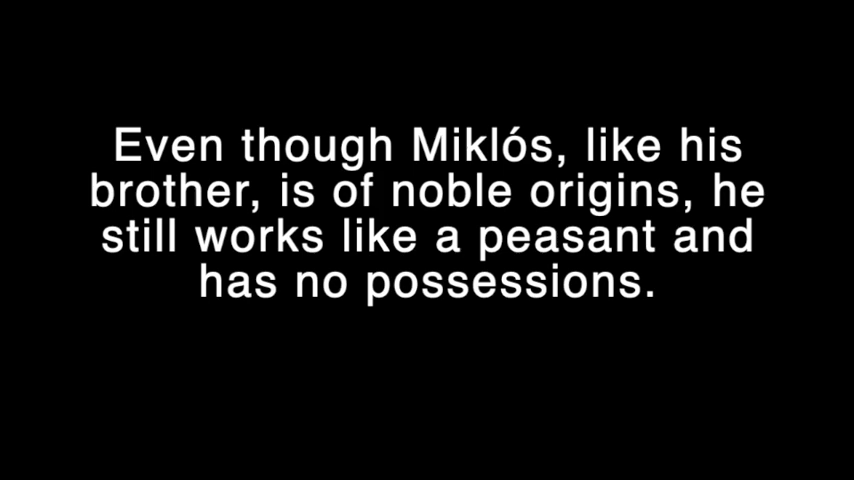 Even though Miklós, like his
brother, is of noble origins, he
still works like a peasant and
has no possessions.